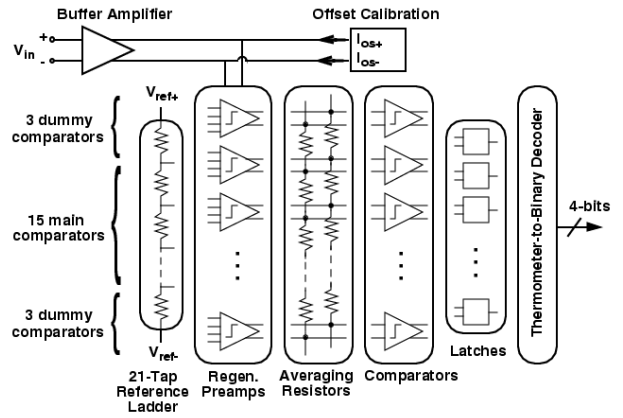 Buffer Amplifier
Offset Calibration
+
V_in
-
I_os+
I_os-
V_ref+
3 dummy
comparators
15 main
comparators
3 dummy
comparators
V_ref-
Thermometer-to-Binary Decoder
4-bits
21-Tap
Reference
Ladder
Regen.
Preamps
Averaging
Resistors
Comparators
Latches